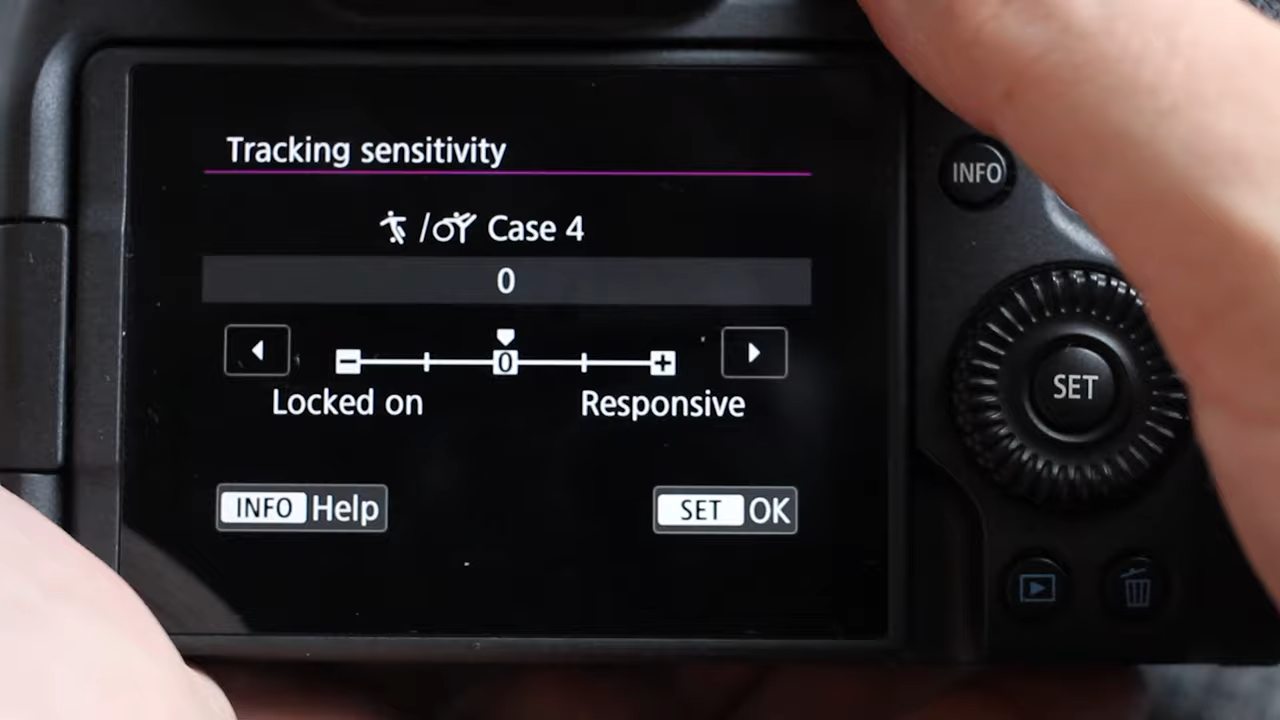 Tracking sensitivity
/ Case 4
0
0
Locked on Responsive
INFO Help SET OK
INFO
SET